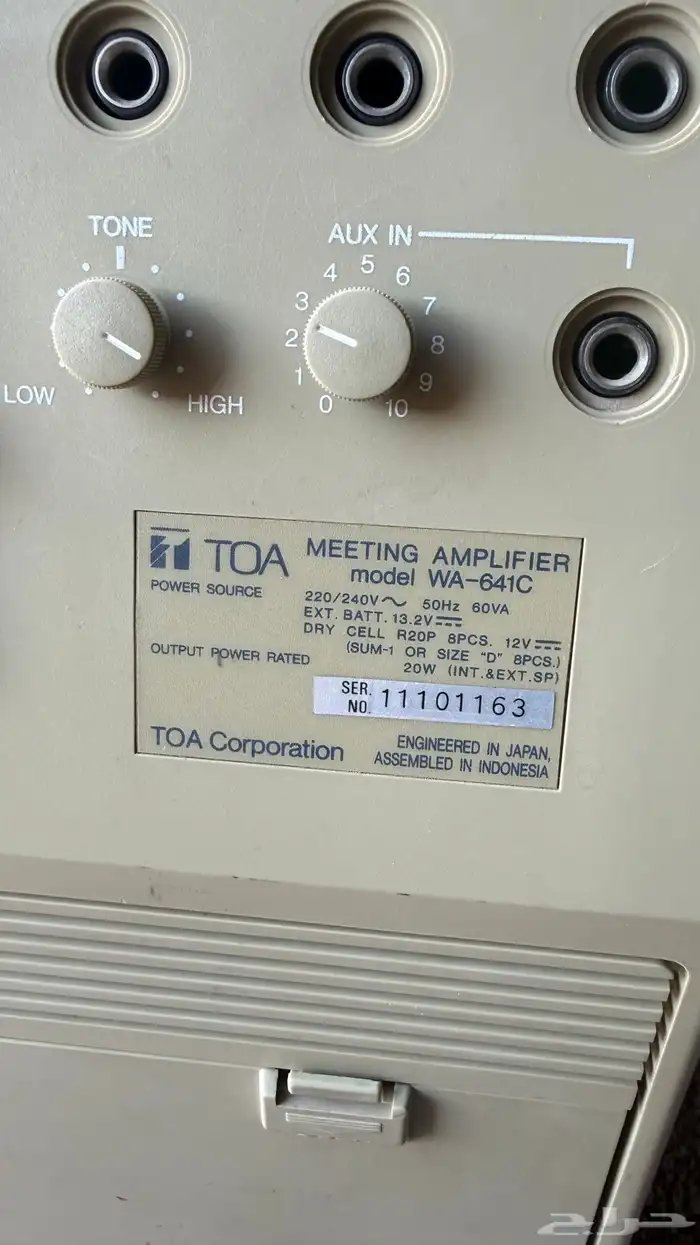 TONE
LOW
HIGH
AUX IN
0 1 2 3 4 5 6 7 8 9 10
TOA MEETING AMPLIFIER
model WA-641C
POWER SOURCE
220/240V~ 50Hz 60VA
EXT. BATT. 13.2V⎓
DRY CELL R20P 8PCS. 12V⎓
(SUM-1 OR SIZE "D" 8PCS.)
OUTPUT POWER RATED
20W (INT.&EXT.SP)
SER. NO. 11101163
TOA Corporation
ENGINEERED IN JAPAN,
ASSEMBLED IN INDONESIA
حراج